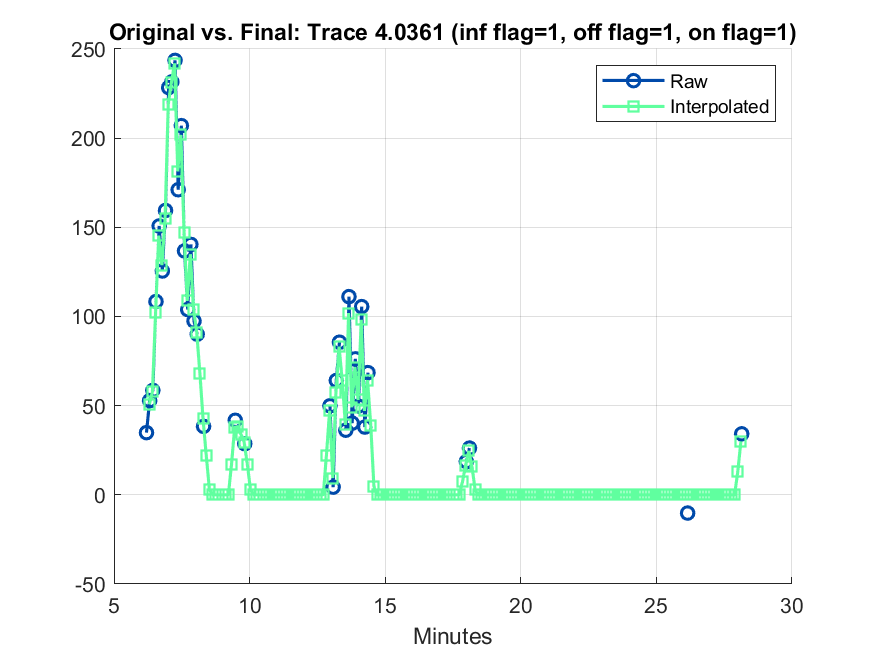 Original vs. Final: Trace 4.0361 (inf flag=1, off flag=1, on flag=1)
250
200
150
100
50
0
-50
Raw
Interpolated
5 10 15 20 25 30
Minutes